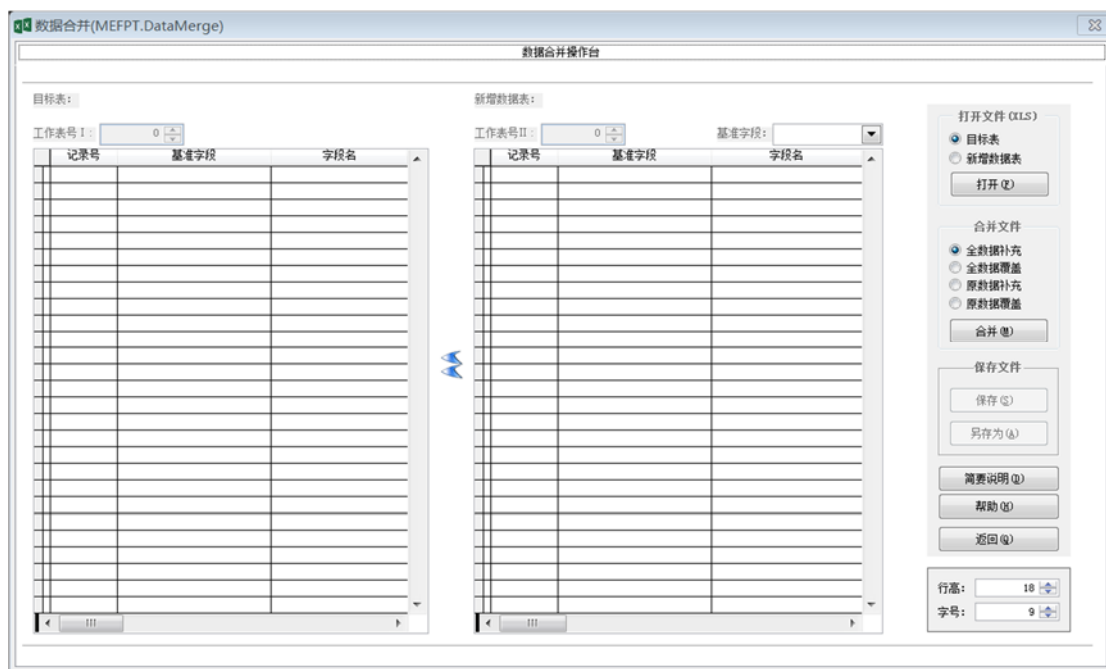 数据合并(MEFPT.DataMerge)
数据合并操作台
目标表：
新增数据表：
工作表号I： 0
工作表号II： 0 基准字段：
记录号 基准字段 字段名
记录号 基准字段 字段名
打开文件(XLS)
目标表
新增数据表
打开(F)
合并文件
全数据补充
全数据覆盖
原数据补充
原数据覆盖
合并(M)
保存文件
保存(S)
另存为(A)
简要说明(D)
帮助(H)
返回(Q)
行高： 18
字号： 9